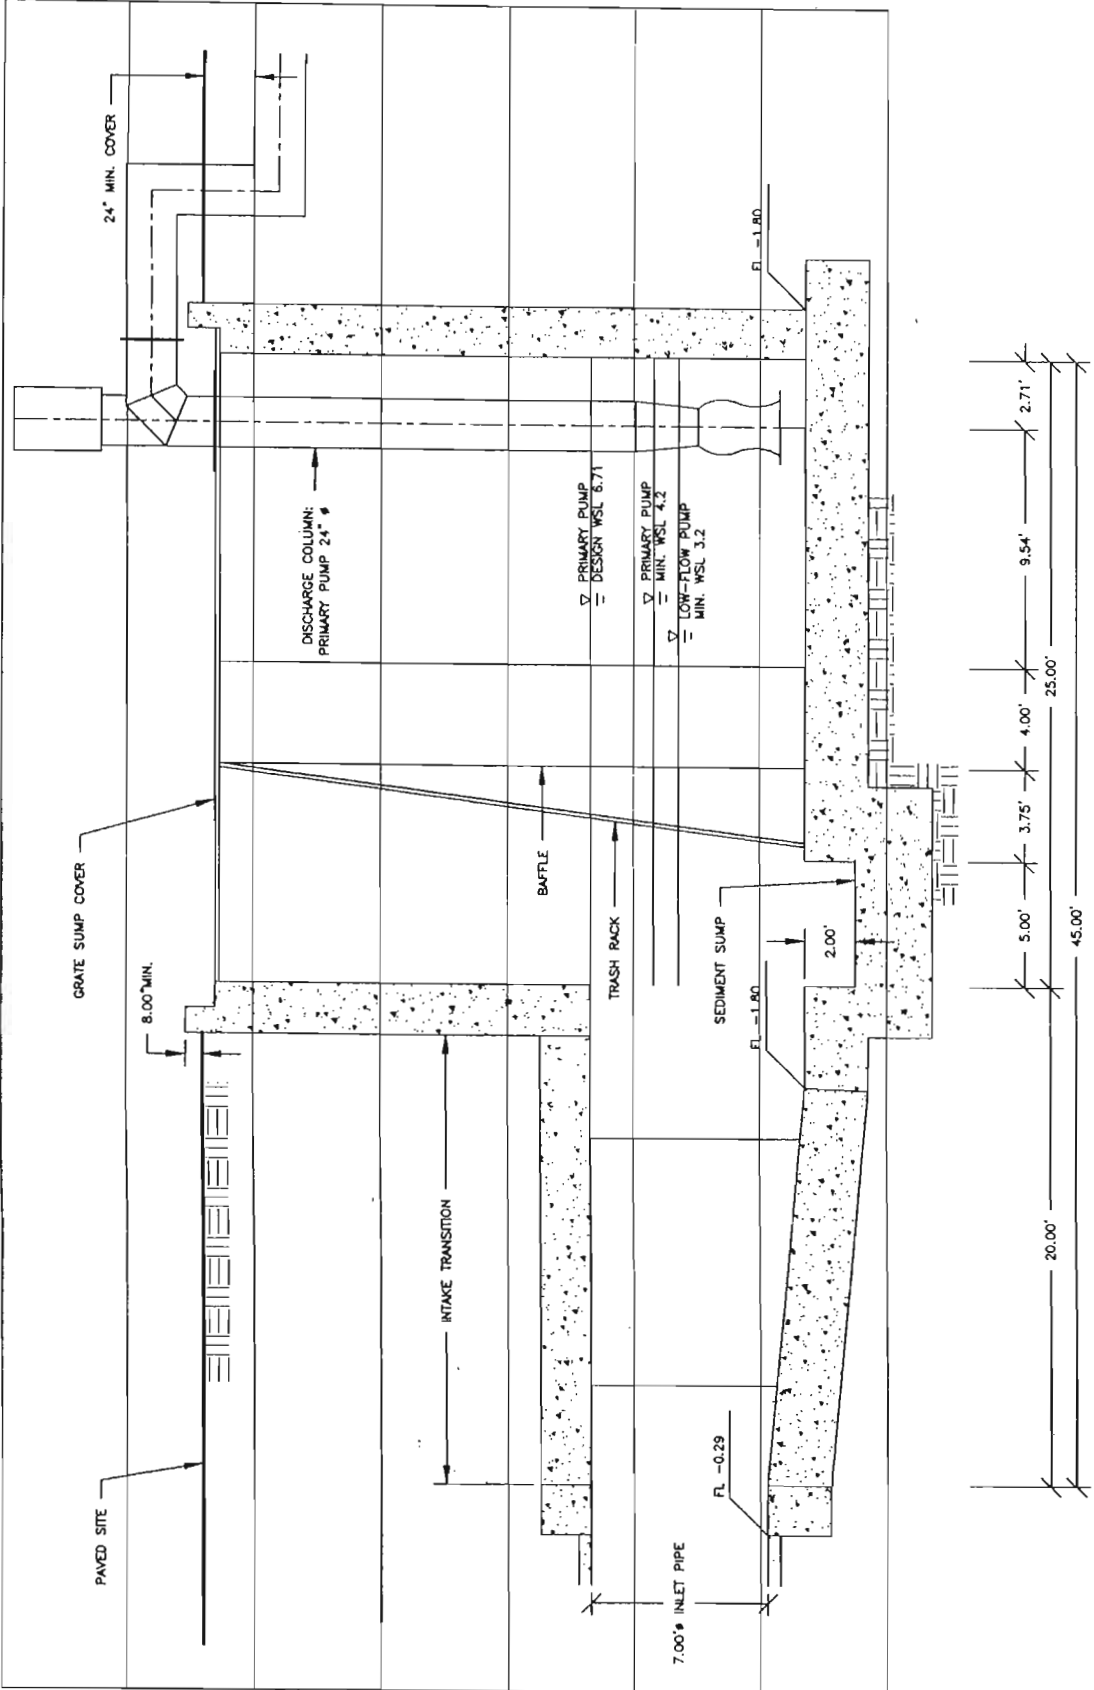 PAVED SITE
8.00"MIN.
GRATE SUMP COVER
24" MIN. COVER
DISCHARGE COLUMN:
PRIMARY PUMP 24" ø
INTAKE TRANSITION
BAFFLE
TRASH RACK
PRIMARY PUMP
DESIGN WSL 6.71
PRIMARY PUMP
MIN. WSL 4.2
LOW-FLOW PUMP
MIN. WSL 3.2
7.00'ø INLET PIPE
FL -0.29
FL -1.80
SEDIMENT SUMP
2.00'
FL -1.80
5.00'
3.75'
4.00'
9.54'
2.71'
20.00'
25.00'
45.00'